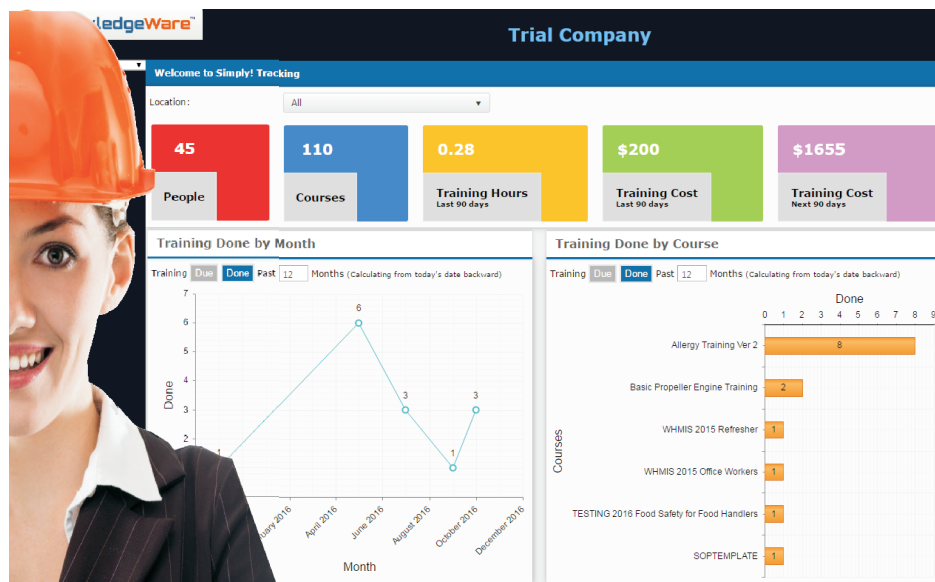 ledgeWare™
Trial Company
Welcome to Simply! Tracking
Location:
All
45
People
110
Courses
0.28
Training Hours
Last 90 days
$200
Training Cost
Last 90 days
$1655
Training Cost
Next 90 days
Training Done by Month
Training Due Done Past 12 Months (Calculating from today's date backward)
7
6
5
4
3
2
Done
1
6
3
1
3
uary 2016
April 2016
June 2016
August 2016
October 2016
December 2016
Month
Training Done by Course
Training Due Done Past 12 Months (Calculating from today's date backward)
Done
0 1 2 3 4 5 6 7 8 9
Courses
Allergy Training Ver 2 8
Basic Propeller Engine Training 2
WHMIS 2015 Refresher 1
WHMIS 2015 Office Workers 1
TESTING 2016 Food Safety for Food Handlers 1
SOPTEMPLATE 1